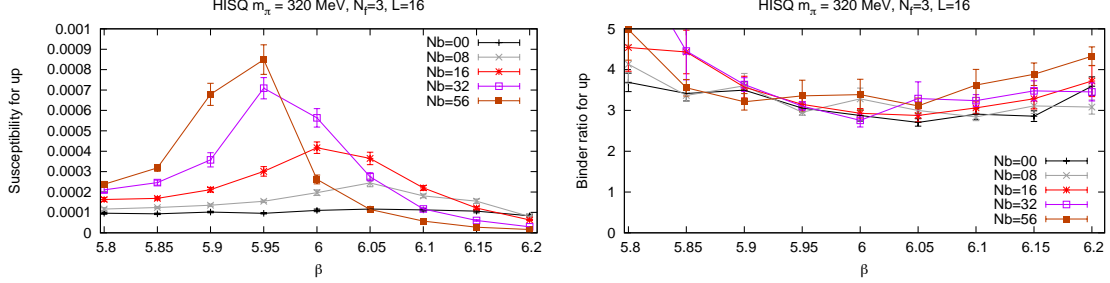 HISQ mπ = 320 MeV, Nf=3, L=16
Susceptibility for up
0.001
0.0009
0.0008
0.0007
0.0006
0.0005
0.0004
0.0003
0.0002
0.0001
0
Nb=00
Nb=08
Nb=16
Nb=32
Nb=56
5.8 5.85 5.9 5.95 6 6.05 6.1 6.15 6.2
β
HISQ mπ = 320 MeV, Nf=3, L=16
Binder ratio for up
5
4
3
2
1
0
Nb=00
Nb=08
Nb=16
Nb=32
Nb=56
5.8 5.85 5.9 5.95 6 6.05 6.1 6.15 6.2
β